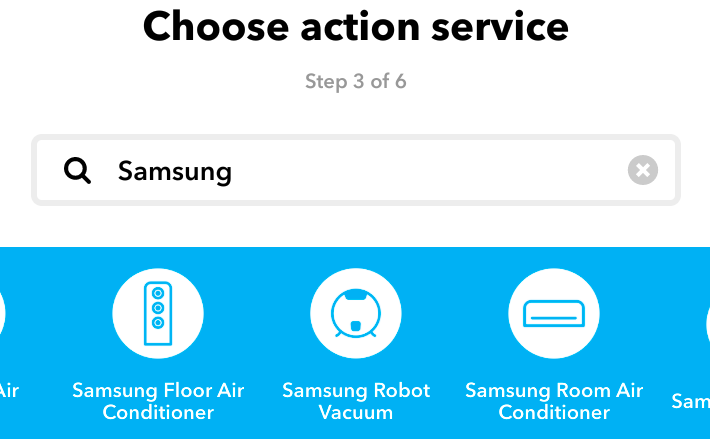 Choose action service
Step 3 of 6
Samsung
Air
Samsung Floor Air
Conditioner
Samsung Robot
Vacuum
Samsung Room Air
Conditioner
Sam